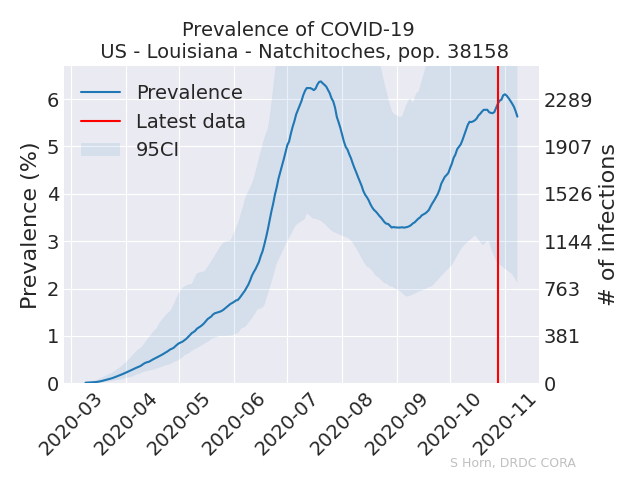 Prevalence of COVID-19
US - Louisiana - Natchitoches, pop. 38158
Prevalence
Latest data
95CI
Prevalence (%)
6
5
4
3
2
1
0
2289
1907
1526
1144
763
381
0
# of infections
2020-03
2020-04
2020-05
2020-06
2020-07
2020-08
2020-09
2020-10
2020-11
S Horn, DRDC CORA